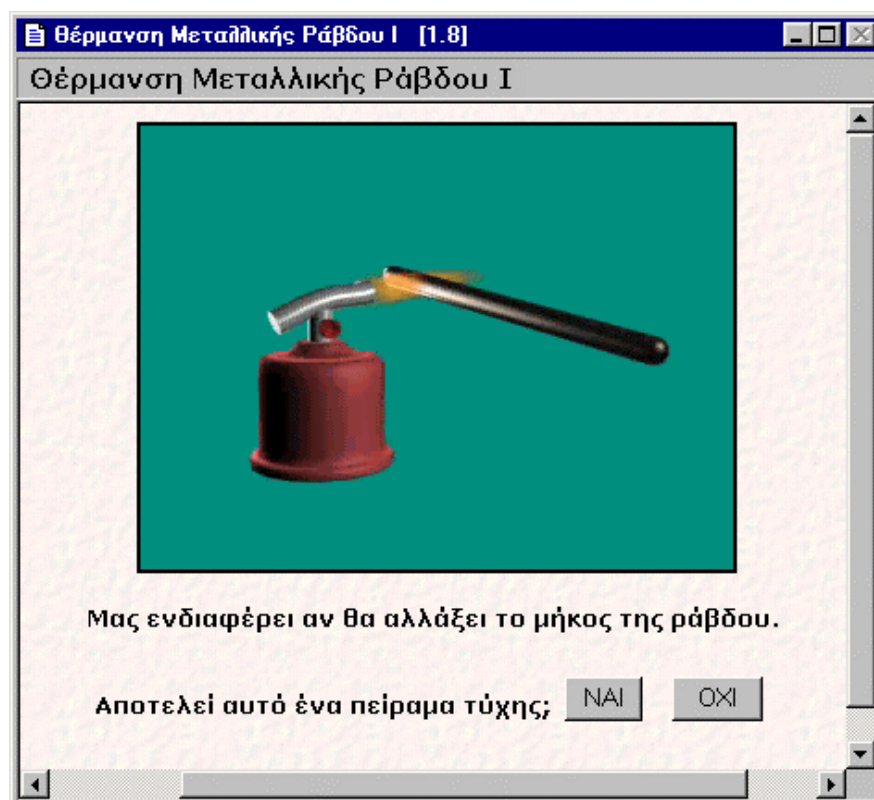 Θέρμανση Μεταλλικής Ράβδου Ι [1.8]
Θέρμανση Μεταλλικής Ράβδου Ι
Μας ενδιαφέρει αν θα αλλάξει το μήκος της ράβδου.
Αποτελεί αυτό ένα πείραμα τύχης; ΝΑΙ ΟΧΙ